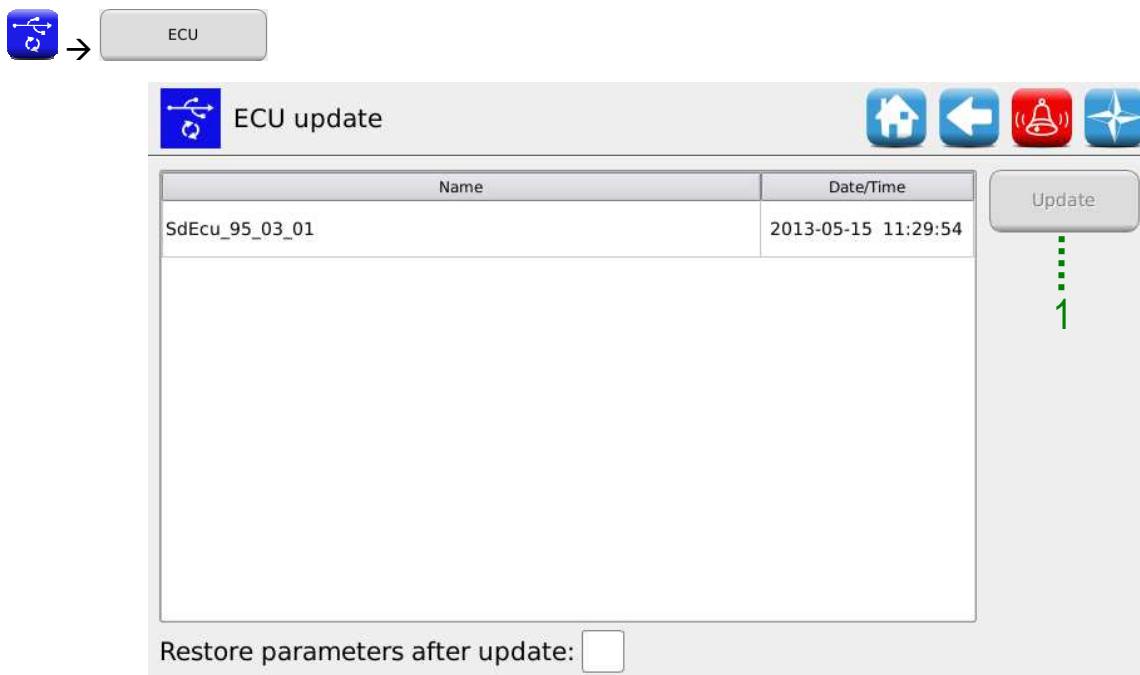 → ECU
ECU update
Name Date/Time
Update
SdEcu_95_03_01 2013-05-15 11:29:54
1
Restore parameters after update: